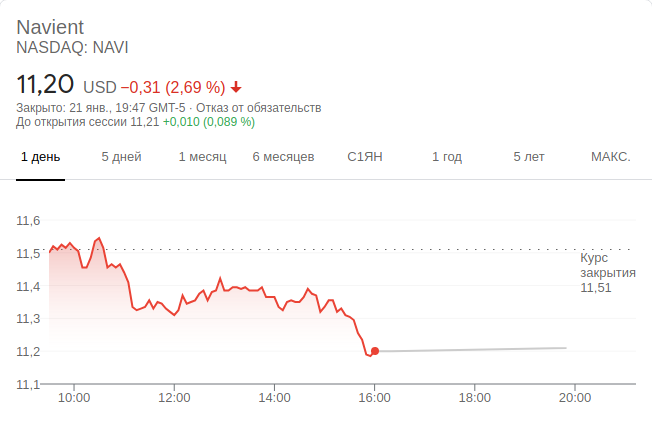 Navient
NASDAQ: NAVI
11,20 USD −0,31 (2,69 %)
Закрыто: 21 янв., 19:47 GMT-5 · Отказ от обязательств
До открытия сессии 11,21 +0,010 (0,089 %)
1 день 5 дней 1 месяц 6 месяцев С1ЯН 1 год 5 лет МАКС.
11,6
11,5
Курс
закрытия
11,4
11,51
11,3
11,2
11,1
10:00 12:00 14:00 16:00 18:00 20:00